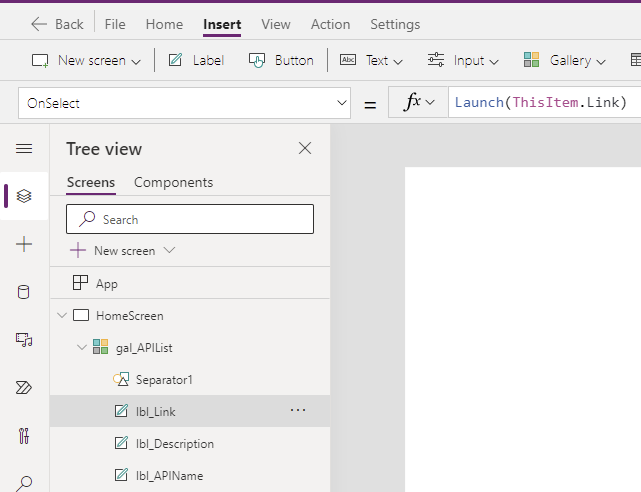 Back File Home Insert View Action Settings
New screen Label Button Abc Text Input Gallery
OnSelect = fx Launch(ThisItem.Link)
Tree view
Screens Components
Search
New screen
App
HomeScreen
gal_APIList
Separator1
lbl_Link ...
lbl_Description
lbl_APIName